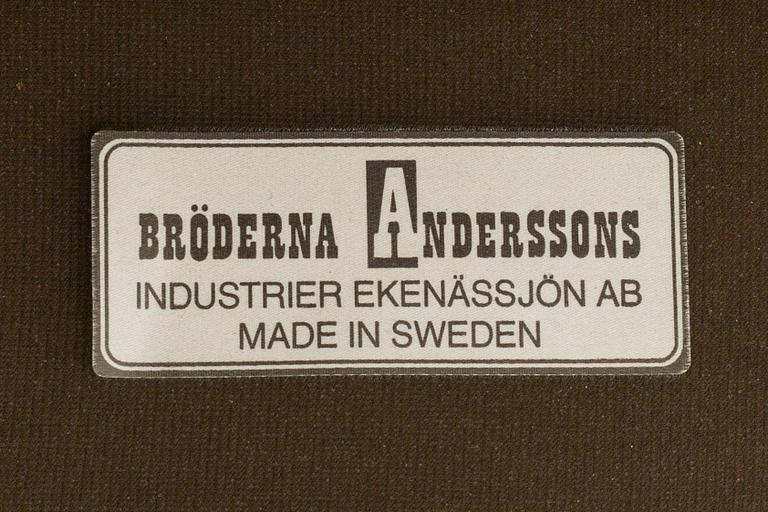 BRÖDERNA ANDERSSONS
INDUSTRIER EKENÄSSJÖN AB
MADE IN SWEDEN